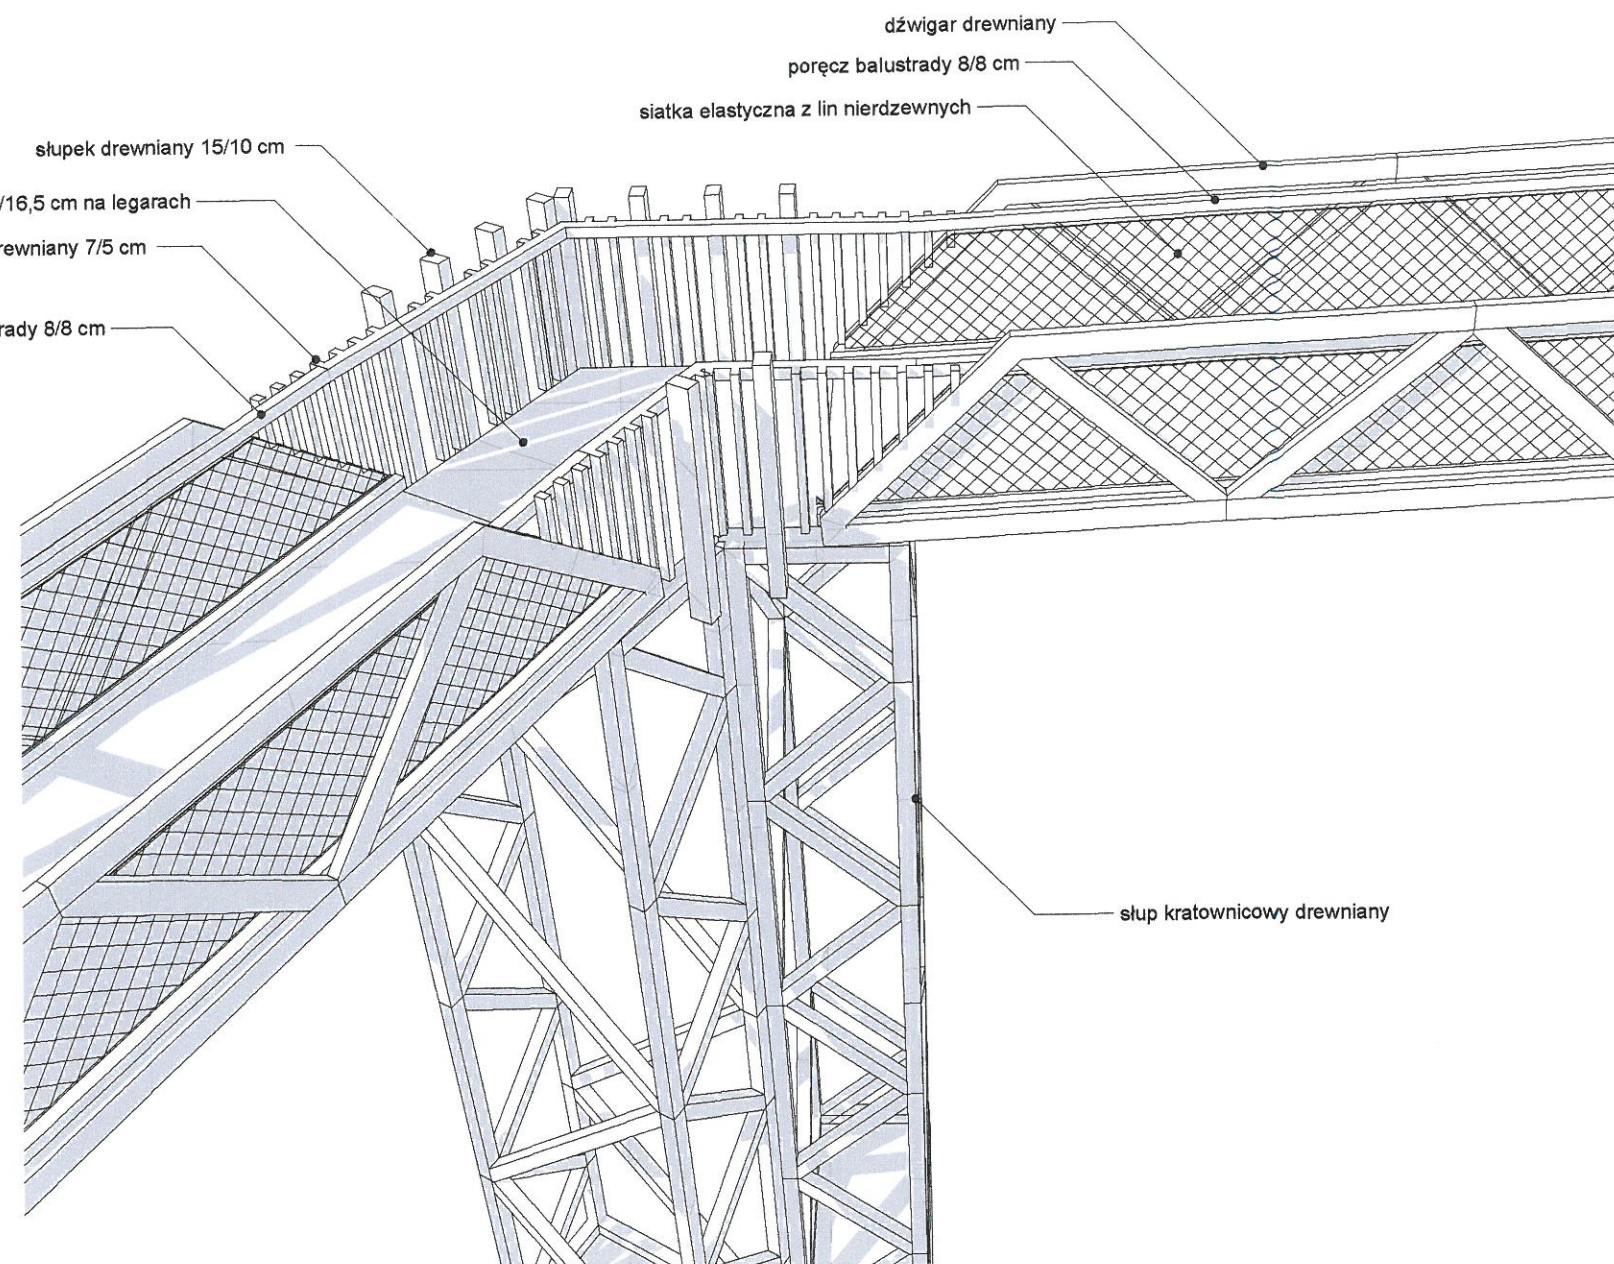 dźwigar drewniany
poręcz balustrady 8/8 cm
siatka elastyczna z lin nierdzewnych
słupek drewniany 15/10 cm
/16,5 cm na legarach
rewniany 7/5 cm
rady 8/8 cm
słup kratownicowy drewniany